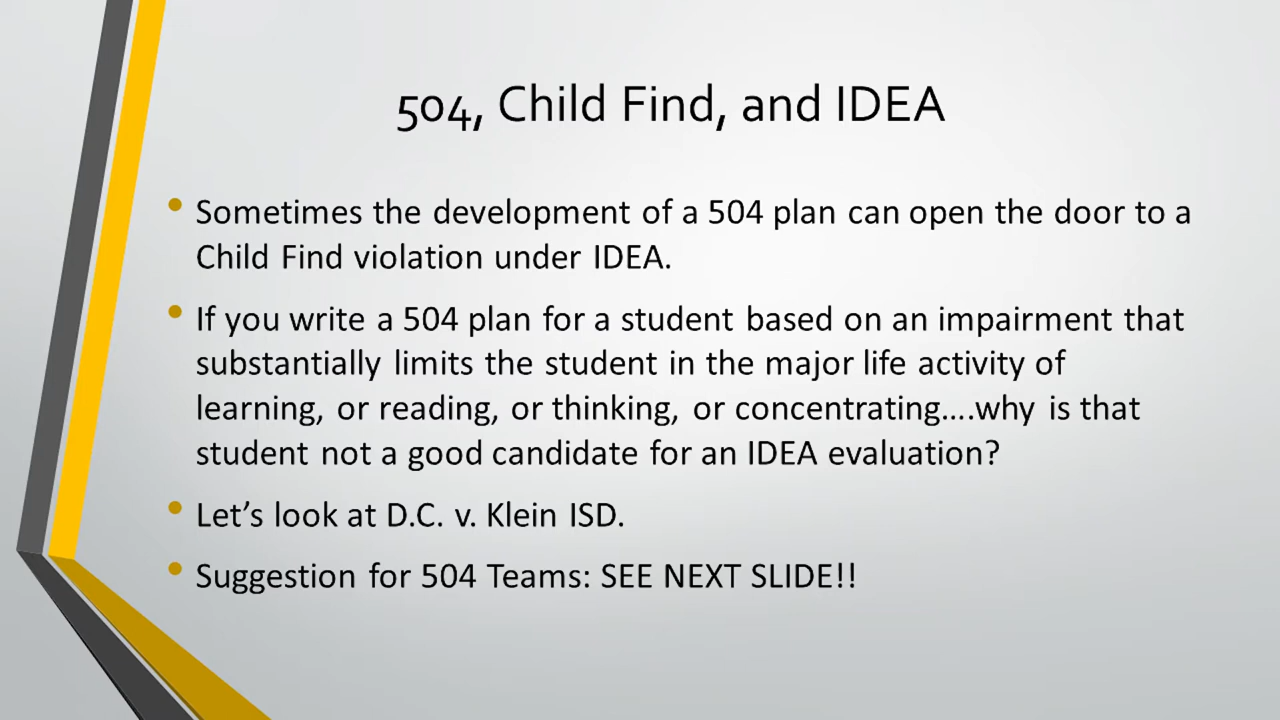 504, Child Find, and IDEA
• Sometimes the development of a 504 plan can open the door to a
Child Find violation under IDEA.
• If you write a 504 plan for a student based on an impairment that
substantially limits the student in the major life activity of
learning, or reading, or thinking, or concentrating....why is that
student not a good candidate for an IDEA evaluation?
• Let’s look at D.C. v. Klein ISD.
• Suggestion for 504 Teams: SEE NEXT SLIDE!!